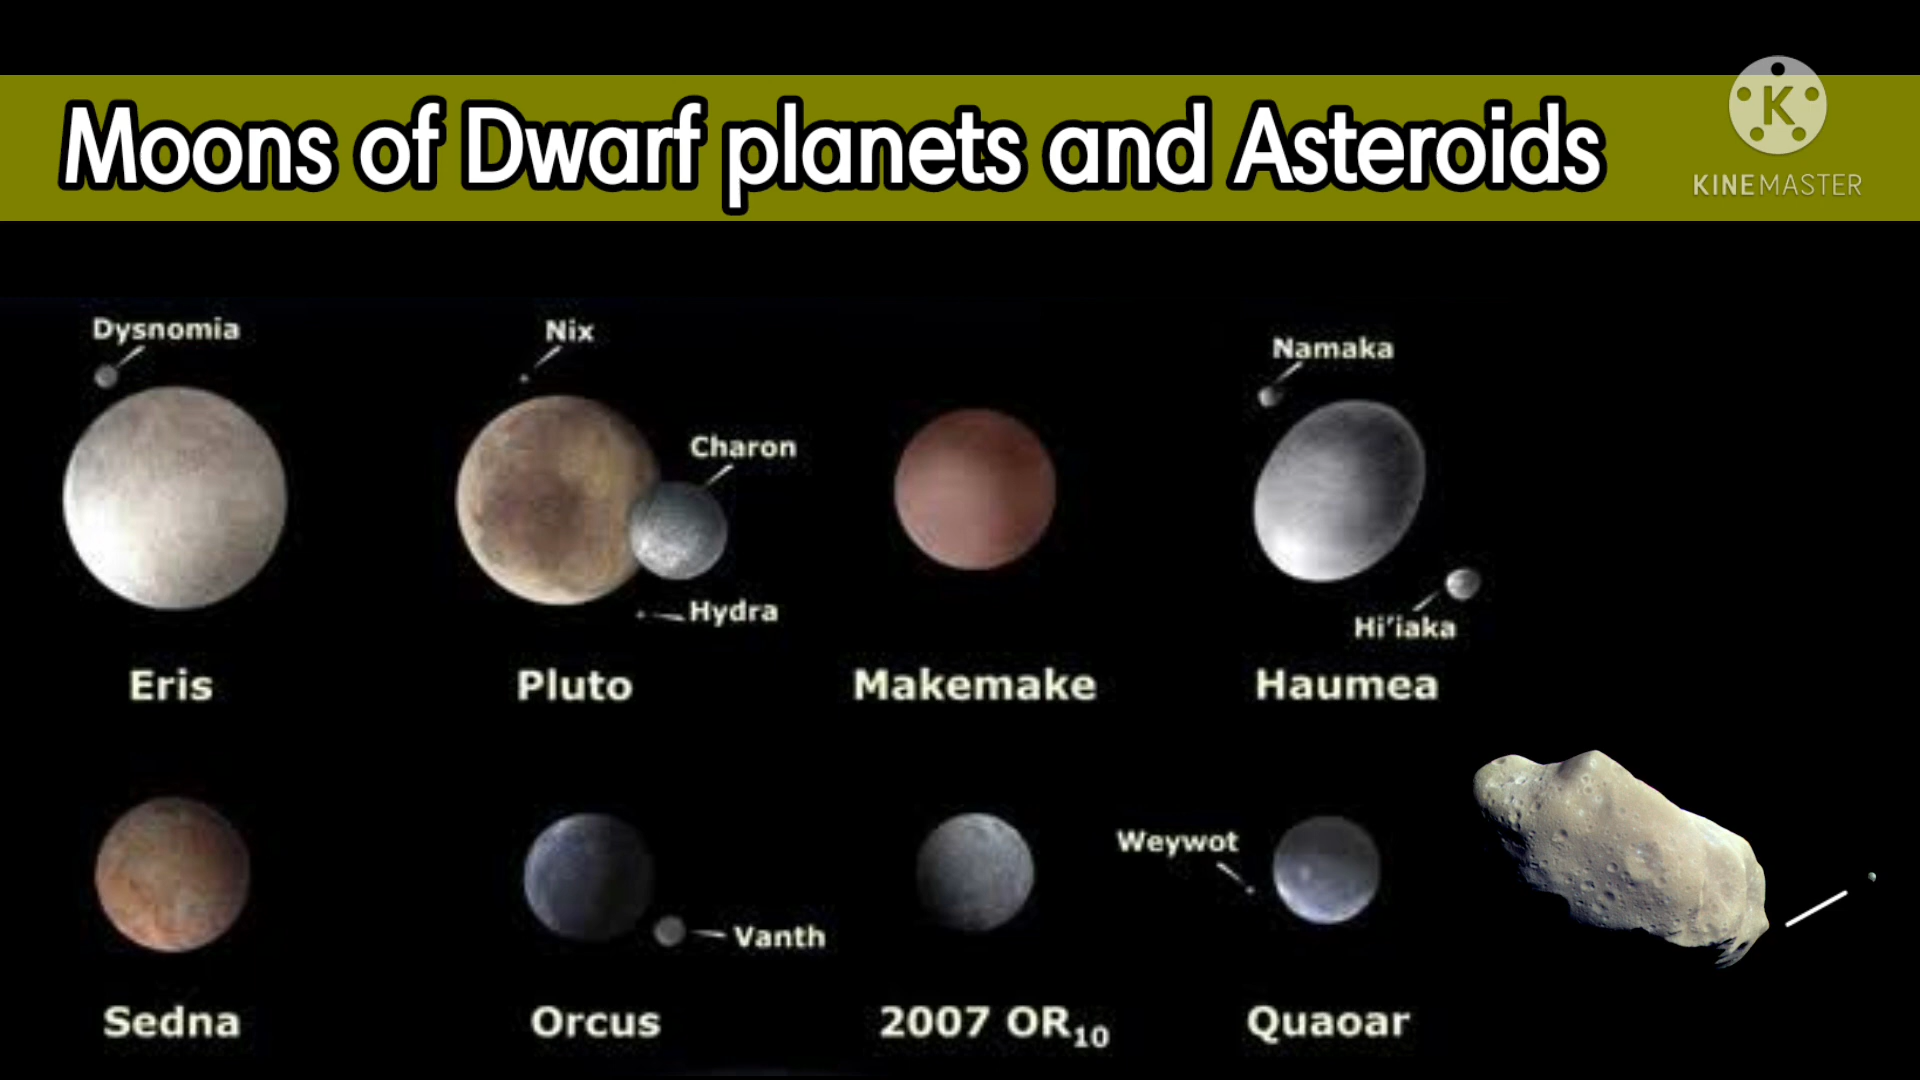 Moons of Dwarf planets and Asteroids
K
KINEMASTER
Dysnomia
Nix
Charon
Hydra
Namaka
Hi'iaka
Eris
Pluto
Makemake
Haumea
Vanth
Weywot
Sedna
Orcus
2007 OR10
Quaoar